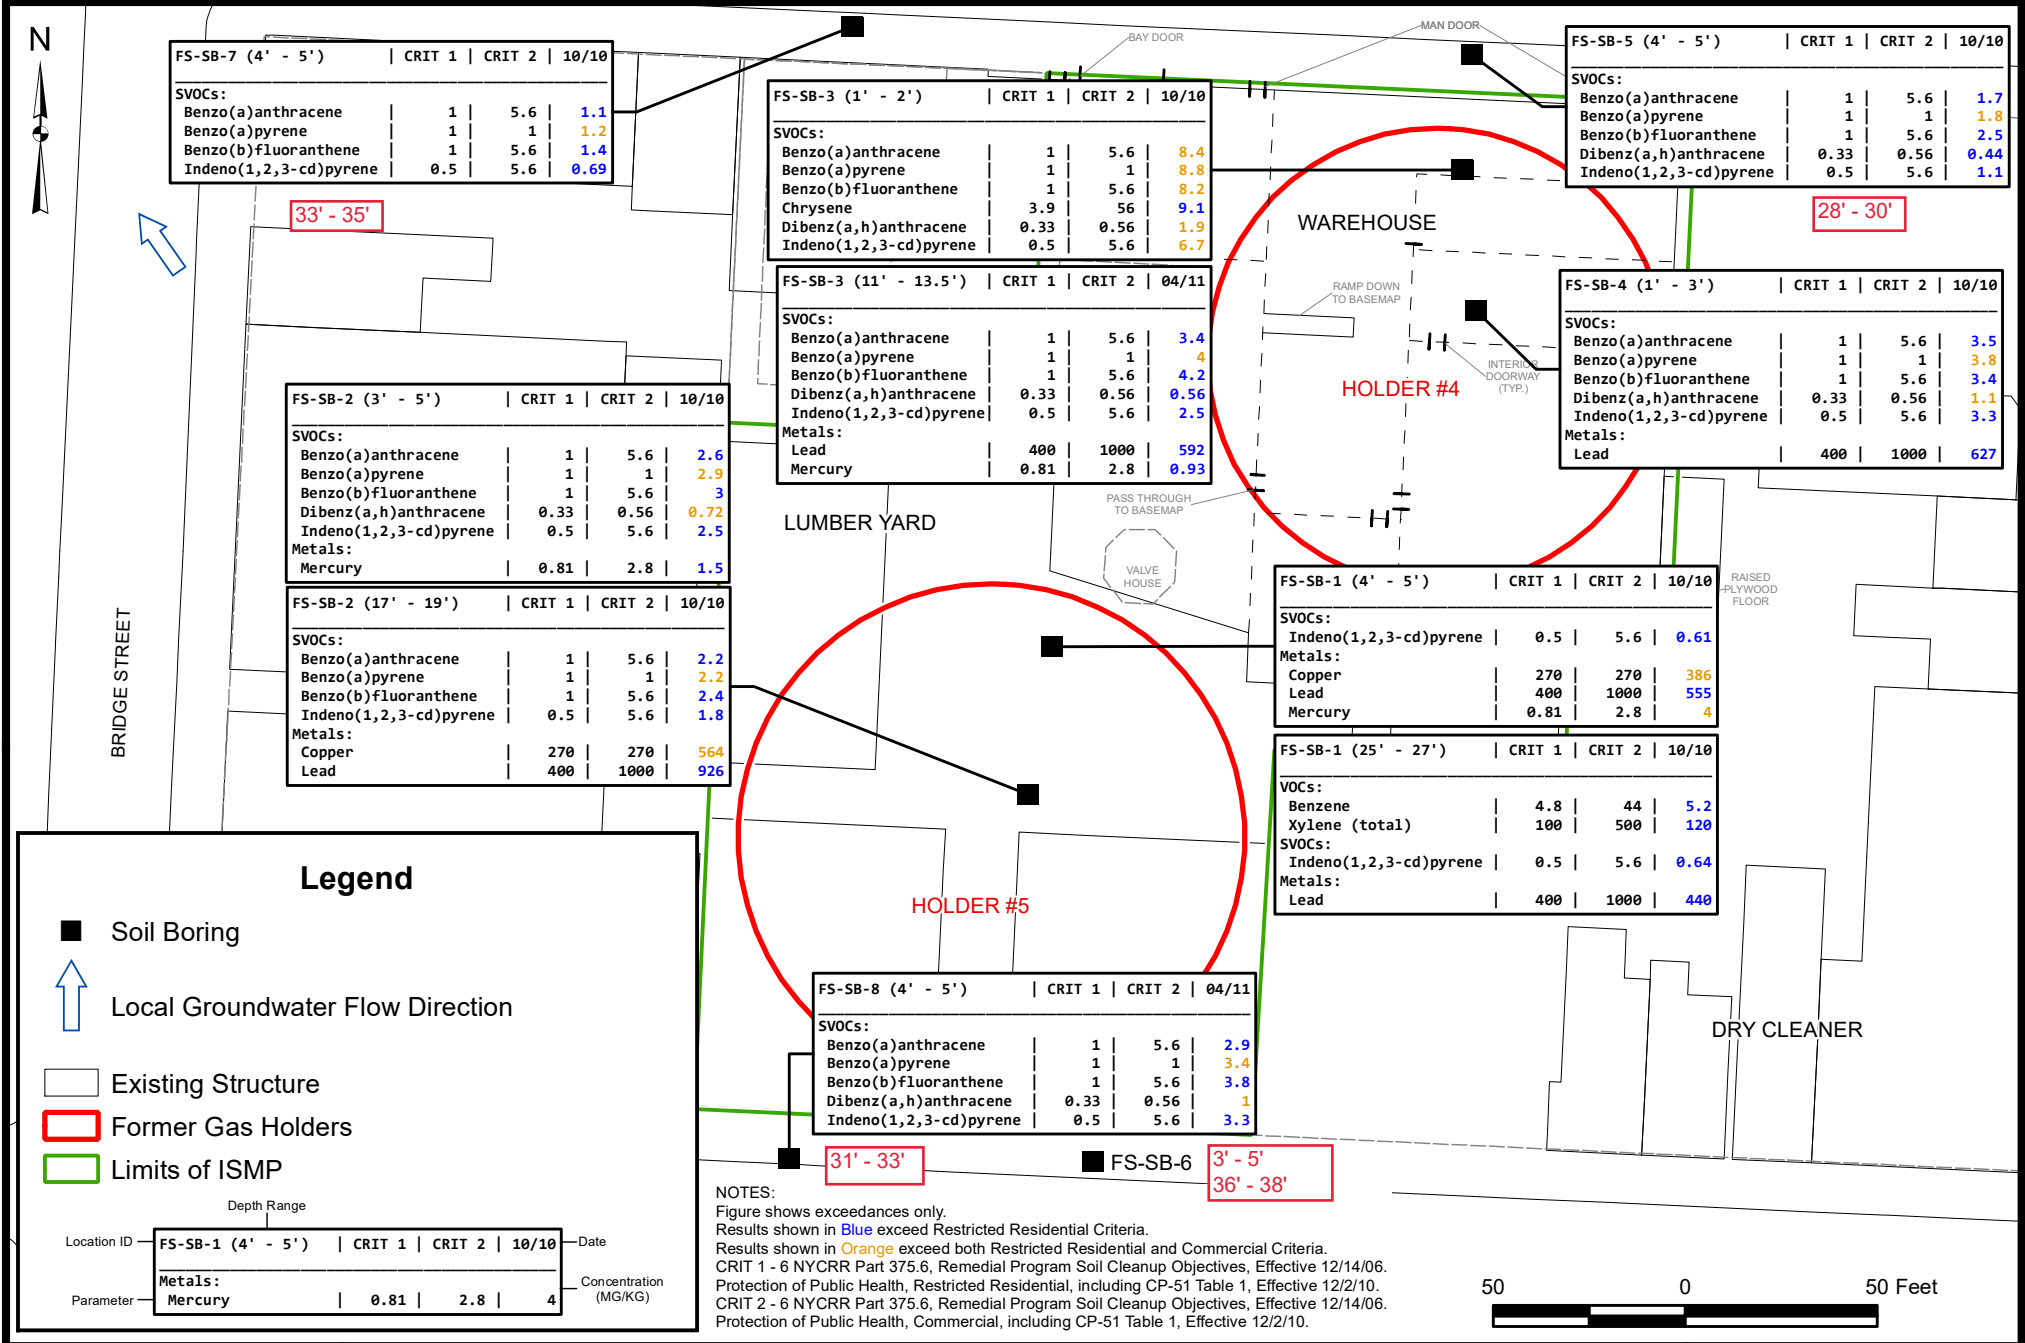 N
BAY DOOR
MAN DOOR
FS-SB-7 (4' - 5') | CRIT 1 | CRIT 2 | 10/10
SVOCs:
Benzo(a)anthracene | 1 | 5.6 | 1.1
Benzo(a)pyrene | 1 | 1 | 1.2
Benzo(b)fluoranthene | 1 | 5.6 | 1.4
Indeno(1,2,3-cd)pyrene | 0.5 | 5.6 | 0.69
33' - 35'
FS-SB-3 (1' - 2') | CRIT 1 | CRIT 2 | 10/10
SVOCs:
Benzo(a)anthracene | 1 | 5.6 | 8.4
Benzo(a)pyrene | 1 | 1 | 8.8
Benzo(b)fluoranthene | 1 | 5.6 | 8.2
Chrysene | 3.9 | 56 | 9.1
Dibenz(a,h)anthracene | 0.33 | 0.56 | 1.9
Indeno(1,2,3-cd)pyrene | 0.5 | 5.6 | 6.7
FS-SB-5 (4' - 5') | CRIT 1 | CRIT 2 | 10/10
SVOCs:
Benzo(a)anthracene | 1 | 5.6 | 1.7
Benzo(a)pyrene | 1 | 1 | 1.8
Benzo(b)fluoranthene | 1 | 5.6 | 2.5
Dibenz(a,h)anthracene | 0.33 | 0.56 | 0.44
Indeno(1,2,3-cd)pyrene | 0.5 | 5.6 | 1.1
28' - 30'
WAREHOUSE
FS-SB-3 (11' - 13.5') | CRIT 1 | CRIT 2 | 04/11
SVOCs:
Benzo(a)anthracene | 1 | 5.6 | 3.4
Benzo(a)pyrene | 1 | 1 | 4
Benzo(b)fluoranthene | 1 | 5.6 | 4.2
Dibenz(a,h)anthracene | 0.33 | 0.56 | 0.56
Indeno(1,2,3-cd)pyrene| 0.5 | 5.6 | 2.5
Metals:
Lead | 400 | 1000 | 592
Mercury | 0.81 | 2.8 | 0.93
RAMP DOWN
TO BASEMAP
INTERIOR
DOORWAY
(TYP.)
HOLDER #4
FS-SB-4 (1' - 3') | CRIT 1 | CRIT 2 | 10/10
SVOCs:
Benzo(a)anthracene | 1 | 5.6 | 3.5
Benzo(a)pyrene | 1 | 1 | 3.8
Benzo(b)fluoranthene | 1 | 5.6 | 3.4
Dibenz(a,h)anthracene | 0.33 | 0.56 | 1.1
Indeno(1,2,3-cd)pyrene | 0.5 | 5.6 | 3.3
Metals:
Lead | 400 | 1000 | 627
FS-SB-2 (3' - 5') | CRIT 1 | CRIT 2 | 10/10
SVOCs:
Benzo(a)anthracene | 1 | 5.6 | 2.6
Benzo(a)pyrene | 1 | 1 | 2.9
Benzo(b)fluoranthene | 1 | 5.6 | 3
Dibenz(a,h)anthracene | 0.33 | 0.56 | 0.72
Indeno(1,2,3-cd)pyrene | 0.5 | 5.6 | 2.5
Metals:
Mercury | 0.81 | 2.8 | 1.5
PASS THROUGH
TO BASEMAP
LUMBER YARD
VALVE
HOUSE
RAISED
PLYWOOD
FLOOR
FS-SB-2 (17' - 19') | CRIT 1 | CRIT 2 | 10/10
SVOCs:
Benzo(a)anthracene | 1 | 5.6 | 2.2
Benzo(a)pyrene | 1 | 1 | 2.2
Benzo(b)fluoranthene | 1 | 5.6 | 2.4
Indeno(1,2,3-cd)pyrene | 0.5 | 5.6 | 1.8
Metals:
Copper | 270 | 270 | 564
Lead | 400 | 1000 | 926
FS-SB-1 (4' - 5') | CRIT 1 | CRIT 2 | 10/10
SVOCs:
Indeno(1,2,3-cd)pyrene | 0.5 | 5.6 | 0.61
Metals:
Copper | 270 | 270 | 386
Lead | 400 | 1000 | 555
Mercury | 0.81 | 2.8 | 4
BRIDGE STREET
FS-SB-1 (25' - 27') | CRIT 1 | CRIT 2 | 10/10
VOCs:
Benzene | 4.8 | 44 | 5.2
Xylene (total) | 100 | 500 | 120
SVOCs:
Indeno(1,2,3-cd)pyrene | 0.5 | 5.6 | 0.64
Metals:
Lead | 400 | 1000 | 440
HOLDER #5
FS-SB-8 (4' - 5') | CRIT 1 | CRIT 2 | 04/11
SVOCs:
Benzo(a)anthracene | 1 | 5.6 | 2.9
Benzo(a)pyrene | 1 | 1 | 3.4
Benzo(b)fluoranthene | 1 | 5.6 | 3.8
Dibenz(a,h)anthracene | 0.33 | 0.56 | 1
Indeno(1,2,3-cd)pyrene | 0.5 | 5.6 | 3.3
DRY CLEANER
31' - 33'
FS-SB-6
3' - 5'
36' - 38'
Legend
Soil Boring
Local Groundwater Flow Direction
Existing Structure
Former Gas Holders
Limits of ISMP
Depth Range
Location ID
FS-SB-1 (4' - 5') | CRIT 1 | CRIT 2 | 10/10
Date
Metals:
Mercury | 0.81 | 2.8 | 4
Parameter
Concentration
(MG/KG)
NOTES:
Figure shows exceedances only.
Results shown in Blue exceed Restricted Residential Criteria.
Results shown in Orange exceed both Restricted Residential and Commercial Criteria.
CRIT 1 - 6 NYCRR Part 375.6, Remedial Program Soil Cleanup Objectives, Effective 12/14/06.
Protection of Public Health, Restricted Residential, including CP-51 Table 1, Effective 12/2/10.
CRIT 2 - 6 NYCRR Part 375.6, Remedial Program Soil Cleanup Objectives, Effective 12/14/06.
Protection of Public Health, Commercial, including CP-51 Table 1, Effective 12/2/10.
50 0 50 Feet